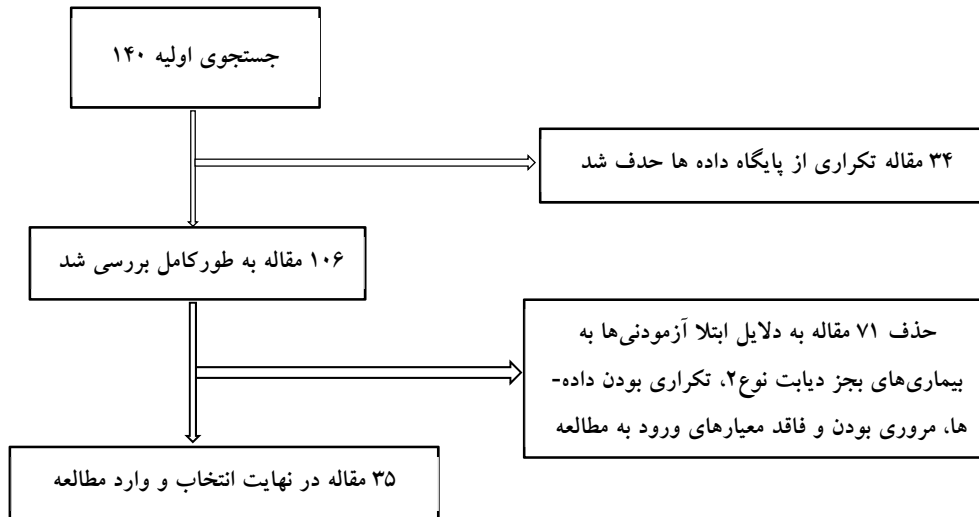 جستجوی اولیه ۱۴۰
۳۴ مقاله تکراری از پایگاه داده ها حذف شد
۱۰۶ مقاله به طورکامل بررسی شد
حذف ۷۱ مقاله به دلایل ابتلا آزمودنی‌ها به
بیماری‌های بجز دیابت نوع۲، تکراری بودن داده-
ها، مروری بودن و فاقد معیارهای ورود به مطالعه
۳۵ مقاله در نهایت انتخاب و وارد مطالعه